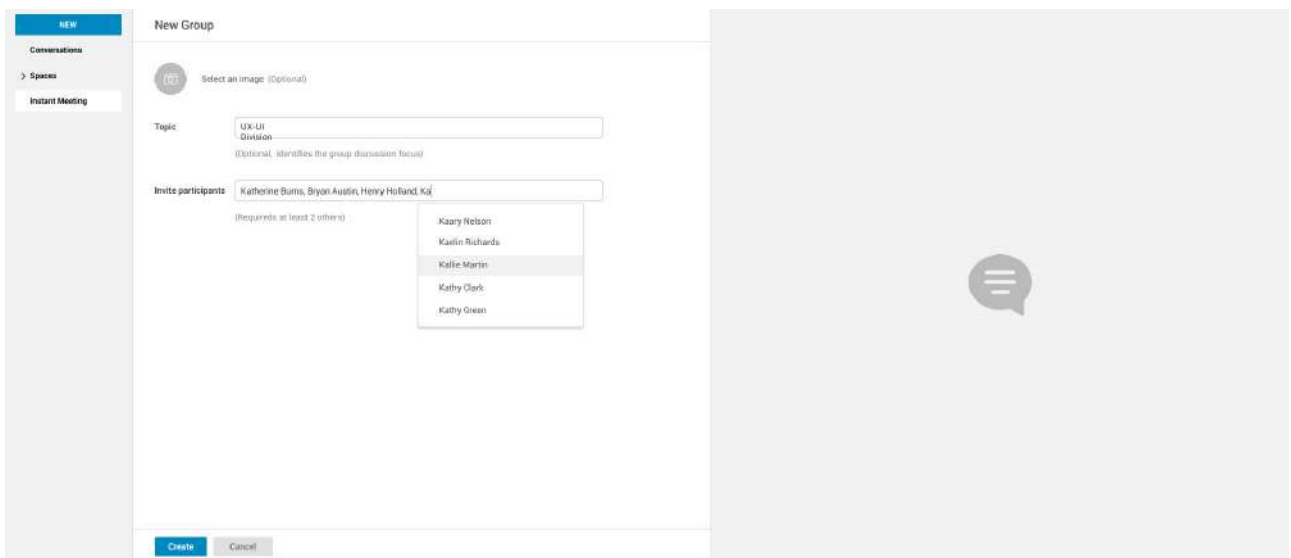 NEW
New Group
Conversations
Spaces
Instant Meeting
Select an image (Optional)
Topic
UX-UI
Division
(Optional, identifies the group discussion focus)
Invite participants
Katherine Burns, Bryan Austin, Henry Holland, Ka
(Requireds at least 2 others)
Kaary Nelson
Kaelin Richards
Kallie Martin
Kathy Clark
Kathy Green
Create
Cancel